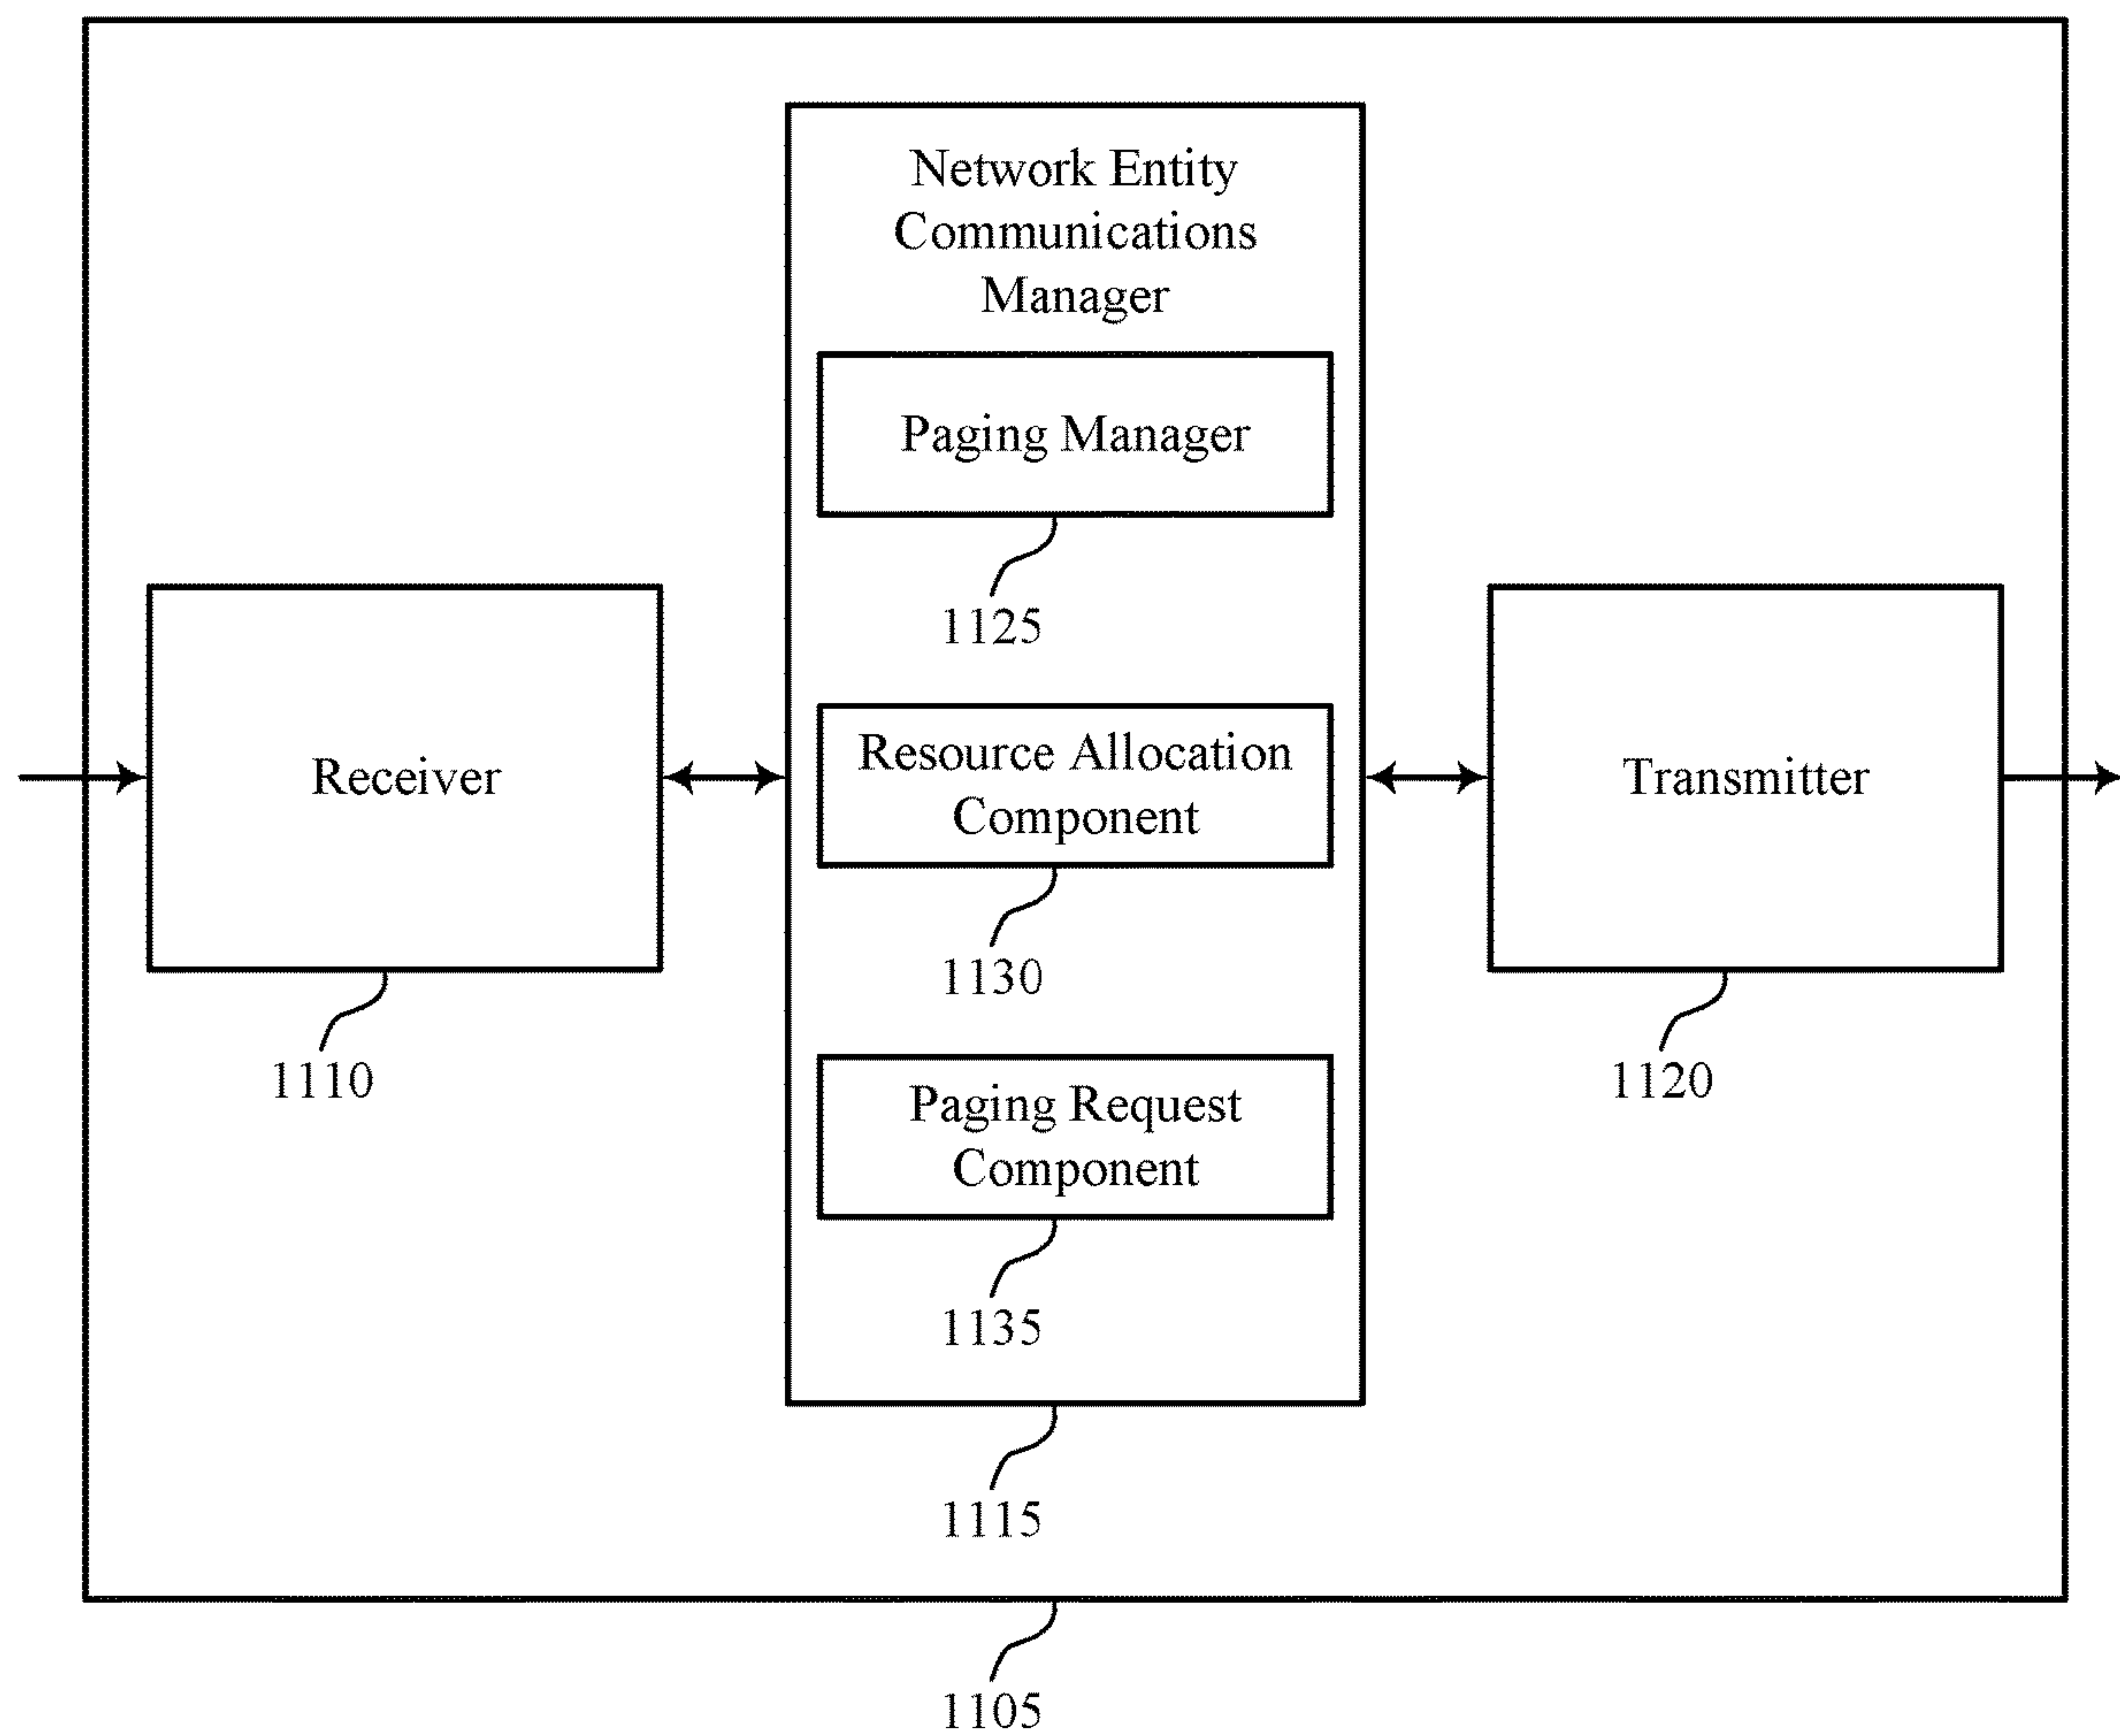 Network Entity
Communications
Manager
Paging Manager
1125
Receiver
1110
Resource Allocation
Component
1130
Transmitter
1120
Paging Request
Component
1135
1115
1105